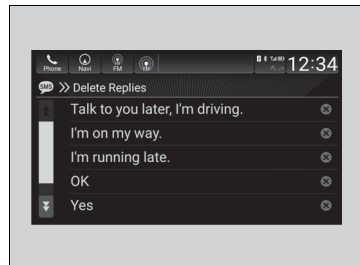 Phone Navi FM
12:34
SMS Delete Replies
Talk to you later, I'm driving.
I'm on my way.
I'm running late.
OK
Yes